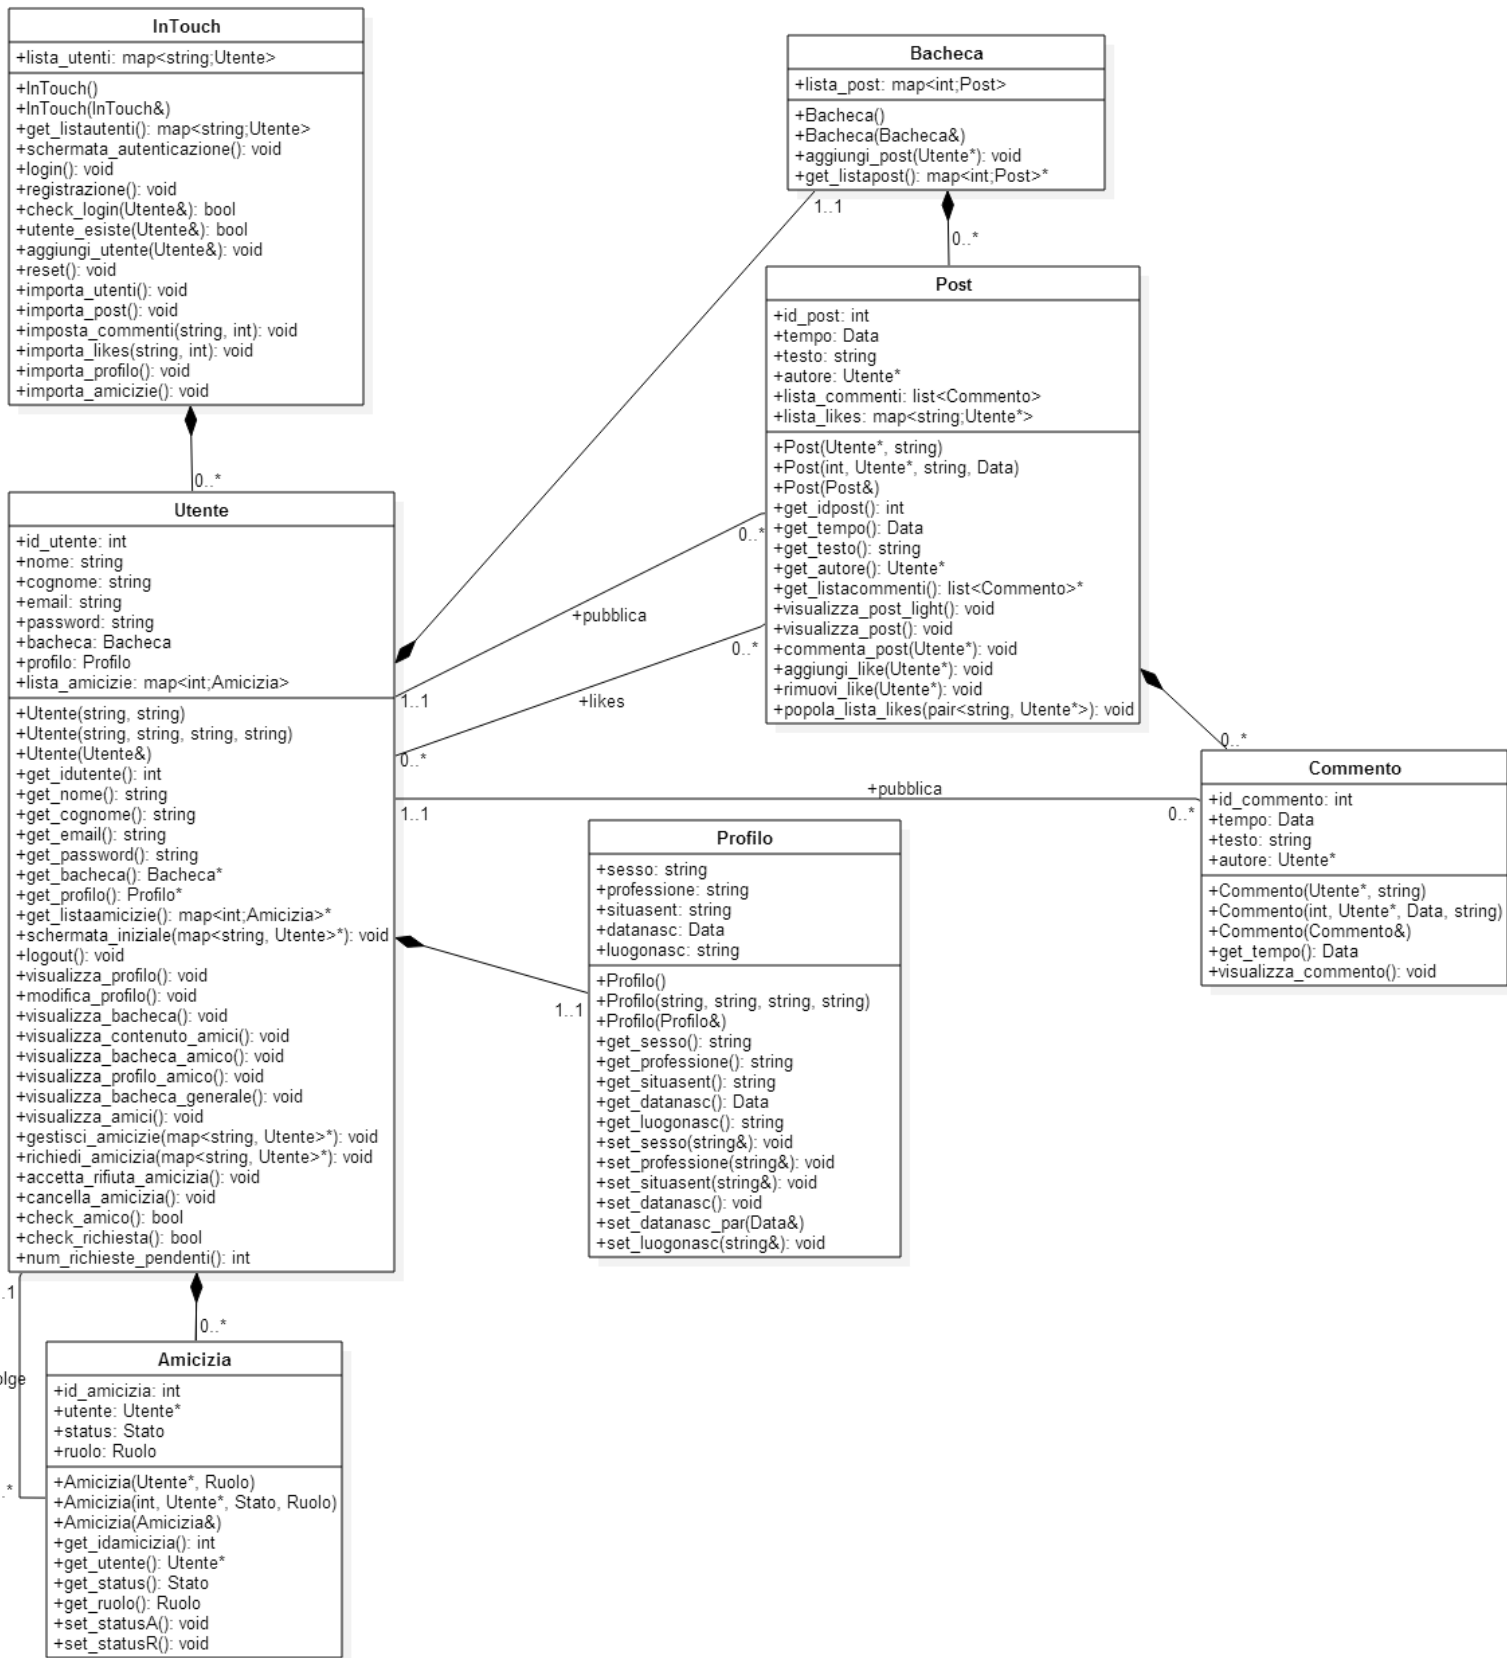 InTouch
+lista_utenti: map<string;Utente>
+InTouch()
+InTouch(InTouch&)
+get_listautenti(): map<string;Utente>
+schermata_autenticazione(): void
+login(): void
+registrazione(): void
+check_login(Utente&): bool
+utente_esiste(Utente&): bool
+aggiungi_utente(Utente&): void
+reset(): void
+importa_utenti(): void
+importa_post(): void
+imposta_commenti(string, int): void
+importa_likes(string, int): void
+importa_profilo(): void
+importa_amicizie(): void
0..*
Bacheca
+lista_post: map<int;Post>
+Bacheca()
+Bacheca(Bacheca&)
+aggiungi_post(Utente*): void
+get_listapost(): map<int;Post>*
1..1
0..*
Post
+id_post: int
+tempo: Data
+testo: string
+autore: Utente*
+lista_commenti: list<Commento>
+lista_likes: map<string;Utente*>
+Post(Utente*, string)
+Post(int, Utente*, string, Data)
+Post(Post&)
+get_idpost(): int
+get_tempo(): Data
+get_testo(): string
+get_autore(): Utente*
+get_listacommenti(): list<Commento>*
+visualizza_post_light(): void
+visualizza_post(): void
+commenta_post(Utente*): void
+aggiungi_like(Utente*): void
+rimuovi_like(Utente*): void
+popola_lista_likes(pair<string, Utente*>): void
0..*
+pubblica
1..1
0..*
+likes
0..*
0..*
+pubblica
1..1
0..*
Utente
+id_utente: int
+nome: string
+cognome: string
+email: string
+password: string
+bacheca: Bacheca
+profilo: Profilo
+lista_amicizie: map<int;Amicizia>
+Utente(string, string)
+Utente(string, string, string, string)
+Utente(Utente&)
+get_idutente(): int
+get_nome(): string
+get_cognome(): string
+get_email(): string
+get_password(): string
+get_bacheca(): Bacheca*
+get_profilo(): Profilo*
+get_listaamicizie(): map<int;Amicizia>*
+schermata_iniziale(map<string, Utente>*): void
+logout(): void
+visualizza_profilo(): void
+modifica_profilo(): void
+visualizza_bacheca(): void
+visualizza_contenuto_amici(): void
+visualizza_bacheca_amico(): void
+visualizza_profilo_amico(): void
+visualizza_bacheca_generale(): void
+visualizza_amici(): void
+gestisci_amicizie(map<string, Utente>*): void
+richiedi_amicizia(map<string, Utente>*): void
+accetta_rifiuta_amicizia(): void
+cancella_amicizia(): void
+check_amico(): bool
+check_richiesta(): bool
+num_richieste_pendenti(): int
Commento
+id_commento: int
+tempo: Data
+testo: string
+autore: Utente*
+Commento(Utente*, string)
+Commento(int, Utente*, Data, string)
+Commento(Commento&)
+get_tempo(): Data
+visualizza_commento(): void
Profilo
+sesso: string
+professione: string
+situasent: string
+datanasc: Data
+luogonasc: string
+Profilo()
+Profilo(string, string, string, string)
+Profilo(Profilo&)
+get_sesso(): string
+get_professione(): string
+get_situasent(): string
+get_datanasc(): Data
+get_luogonasc(): string
+set_sesso(string&): void
+set_professione(string&): void
+set_situasent(string&): void
+set_datanasc(): void
+set_datanasc_par(Data&)
+set_luogonasc(string&): void
1..1
.1
0..*
olge
.*
Amicizia
+id_amicizia: int
+utente: Utente*
+status: Stato
+ruolo: Ruolo
+Amicizia(Utente*, Ruolo)
+Amicizia(int, Utente*, Stato, Ruolo)
+Amicizia(Amicizia&)
+get_idamicizia(): int
+get_utente(): Utente*
+get_status(): Stato
+get_ruolo(): Ruolo
+set_statusA(): void
+set_statusR(): void